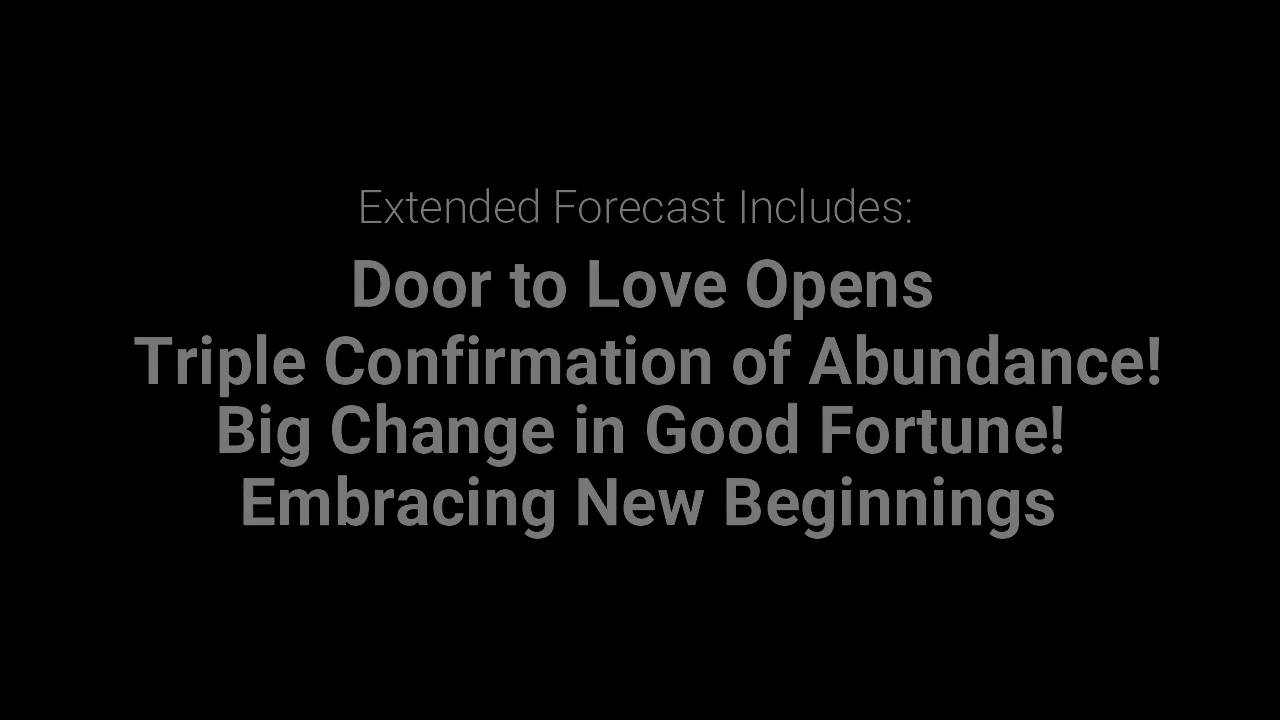 Extended Forecast Includes:
Door to Love Opens
Triple Confirmation of Abundance!
Big Change in Good Fortune!
Embracing New Beginnings